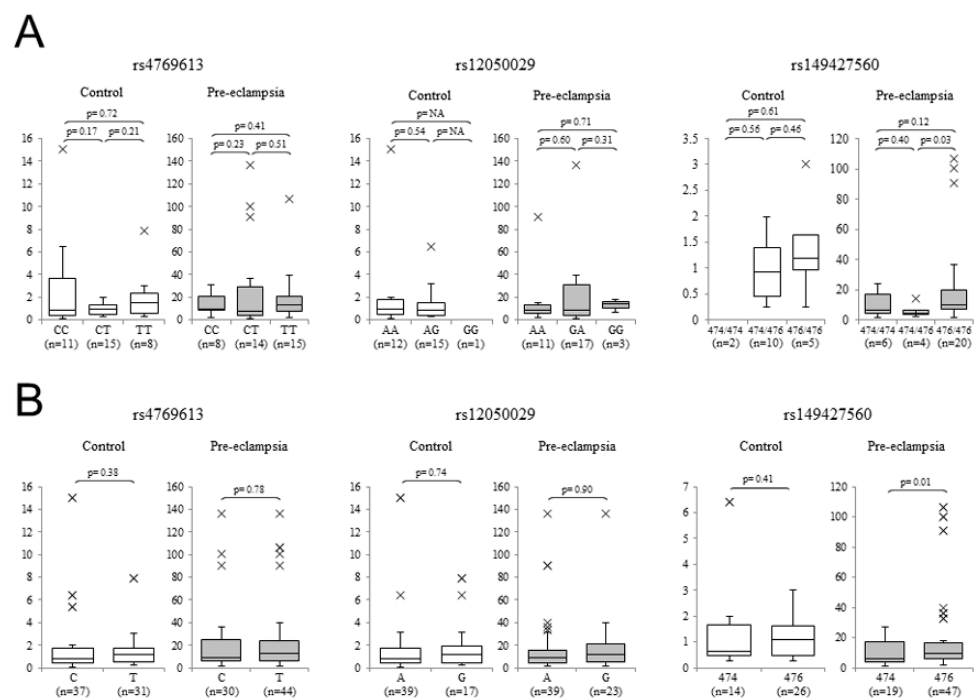 A
rs4769613 rs12050029 rs149427560
Control Pre-eclampsia Control Pre-eclampsia Control Pre-eclampsia
p= 0.72 p= 0.41 p= NA p= 0.71 p= 0.61 p= 0.12
p= 0.17 p= 0.21 p= 0.23 p= 0.51 p= 0.54 p= NA p= 0.60 p= 0.31 p= 0.56 p= 0.46 p= 0.40 p= 0.03
16 160 16 160 3.5 120
14 140 14 140 3 100
12 120 12 120 2.5 80
10 100 10 100 2 60
8 80 8 80 1.5 40
6 60 6 60 1 20
4 40 4 40 0.5 0
2 20 2 20 0
0 0 0 0
CC CT TT CC CT TT AA AG GG AA GA GG 474/474 474/476 476/476 474/474 474/476 476/476
(n=11) (n=15) (n=8) (n=8) (n=14) (n=15) (n=12) (n=15) (n=1) (n=11) (n=17) (n=3) (n=2) (n=10) (n=5) (n=6) (n=4) (n=20)
B
rs4769613 rs12050029 rs149427560
Control Pre-eclampsia Control Pre-eclampsia Control Pre-eclampsia
p= 0.38 p= 0.78 p= 0.74 p= 0.90 p= 0.41 p= 0.01
16 160 16 160 7 120
14 140 14 140 6 100
12 120 12 120 5 80
10 100 10 100 4 60
8 80 8 80 3 40
6 60 6 60 2 20
4 40 4 40 1 0
2 20 2 20 0
0 0 0 0
C T C T A G A G 474 476 474 476
(n=37) (n=31) (n=30) (n=44) (n=39) (n=17) (n=39) (n=23) (n=14) (n=26) (n=19) (n=47)